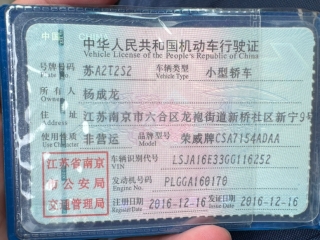 中华人民共和国机动车行驶证
Vehicle License of the People's Republic of China
号牌号码 苏A2T2S2 车辆类型 小型轿车
Plate No. Vehicle Type
所有人 杨成龙
Owner
住址 江苏南京市六合区龙袍街道新桥社区新宁9号
Address
使用性质 非营运 品牌型号 荣威牌CSA7154ADAA
Use Character Model
江苏省南京市公安局交通管理局
车辆识别代号 LSJA16E33GG116252
VIN
发动机号码 PLGGA160170
Engine No.
注册日期 2016-12-16 发证日期 2016-12-16
Register Date Issue Date